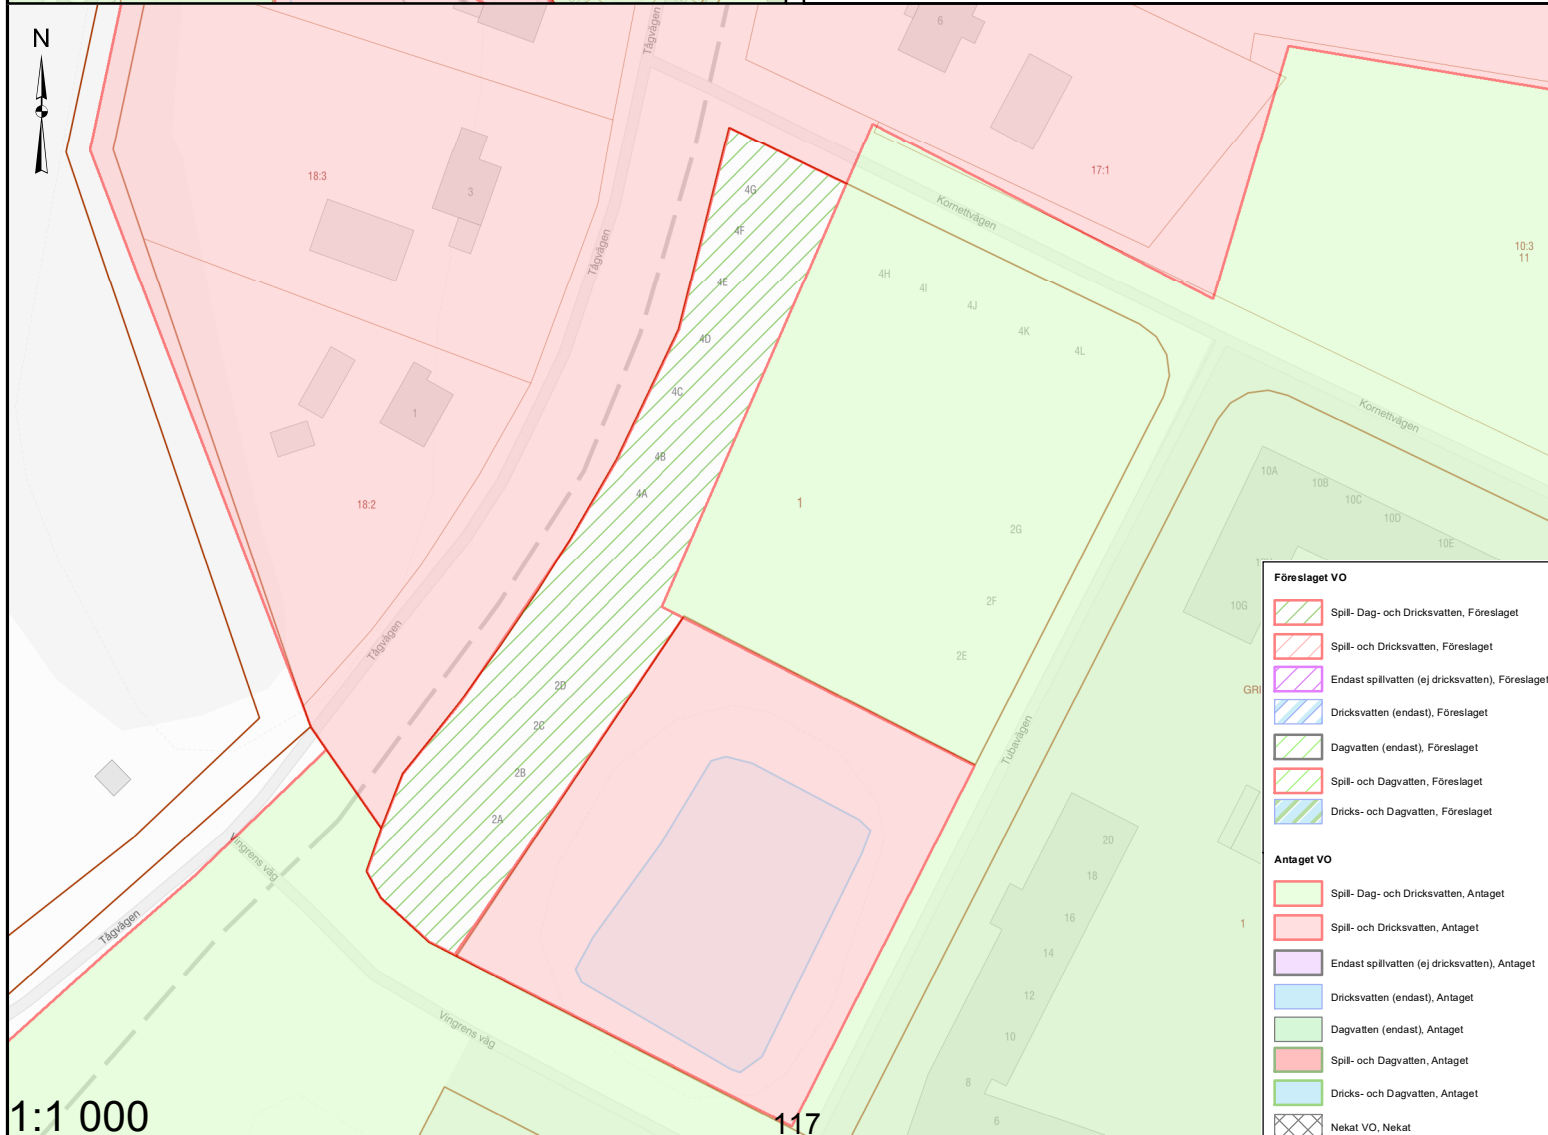 N
Tågvägen
6
18:3
3
17:1
4G
Kornettvägen
4F
Tågvägen
10:3
11
4H
4E
4I
4J
4K
4D
4L
4C
1
Kornettvägen
4B
10A
4A
10B
10C
18:2
1
10D
2G
10E
Föreslaget VO
2F
10G
Spill- Dag- och Dricksvatten, Föreslaget
Tågvägen
Spill- och Dricksvatten, Föreslaget
2E
Endast spillvatten (ej dricksvatten), Föreslaget
2D
GRI
Dricksvatten (endast), Föreslaget
2C
Tubavägen
Dagvatten (endast), Föreslaget
2B
Spill- och Dagvatten, Föreslaget
2A
Dricks- och Dagvatten, Föreslaget
20
Vingrens väg
Antaget VO
18
Spill- Dag- och Dricksvatten, Antaget
16
Tågvägen
1
Spill- och Dricksvatten, Antaget
14
Endast spillvatten (ej dricksvatten), Antaget
12
Dricksvatten (endast), Antaget
Vingrens väg
10
Dagvatten (endast), Antaget
Spill- och Dagvatten, Antaget
8
Dricks- och Dagvatten, Antaget
6
Nekat VO, Nekat
1:1 000
117